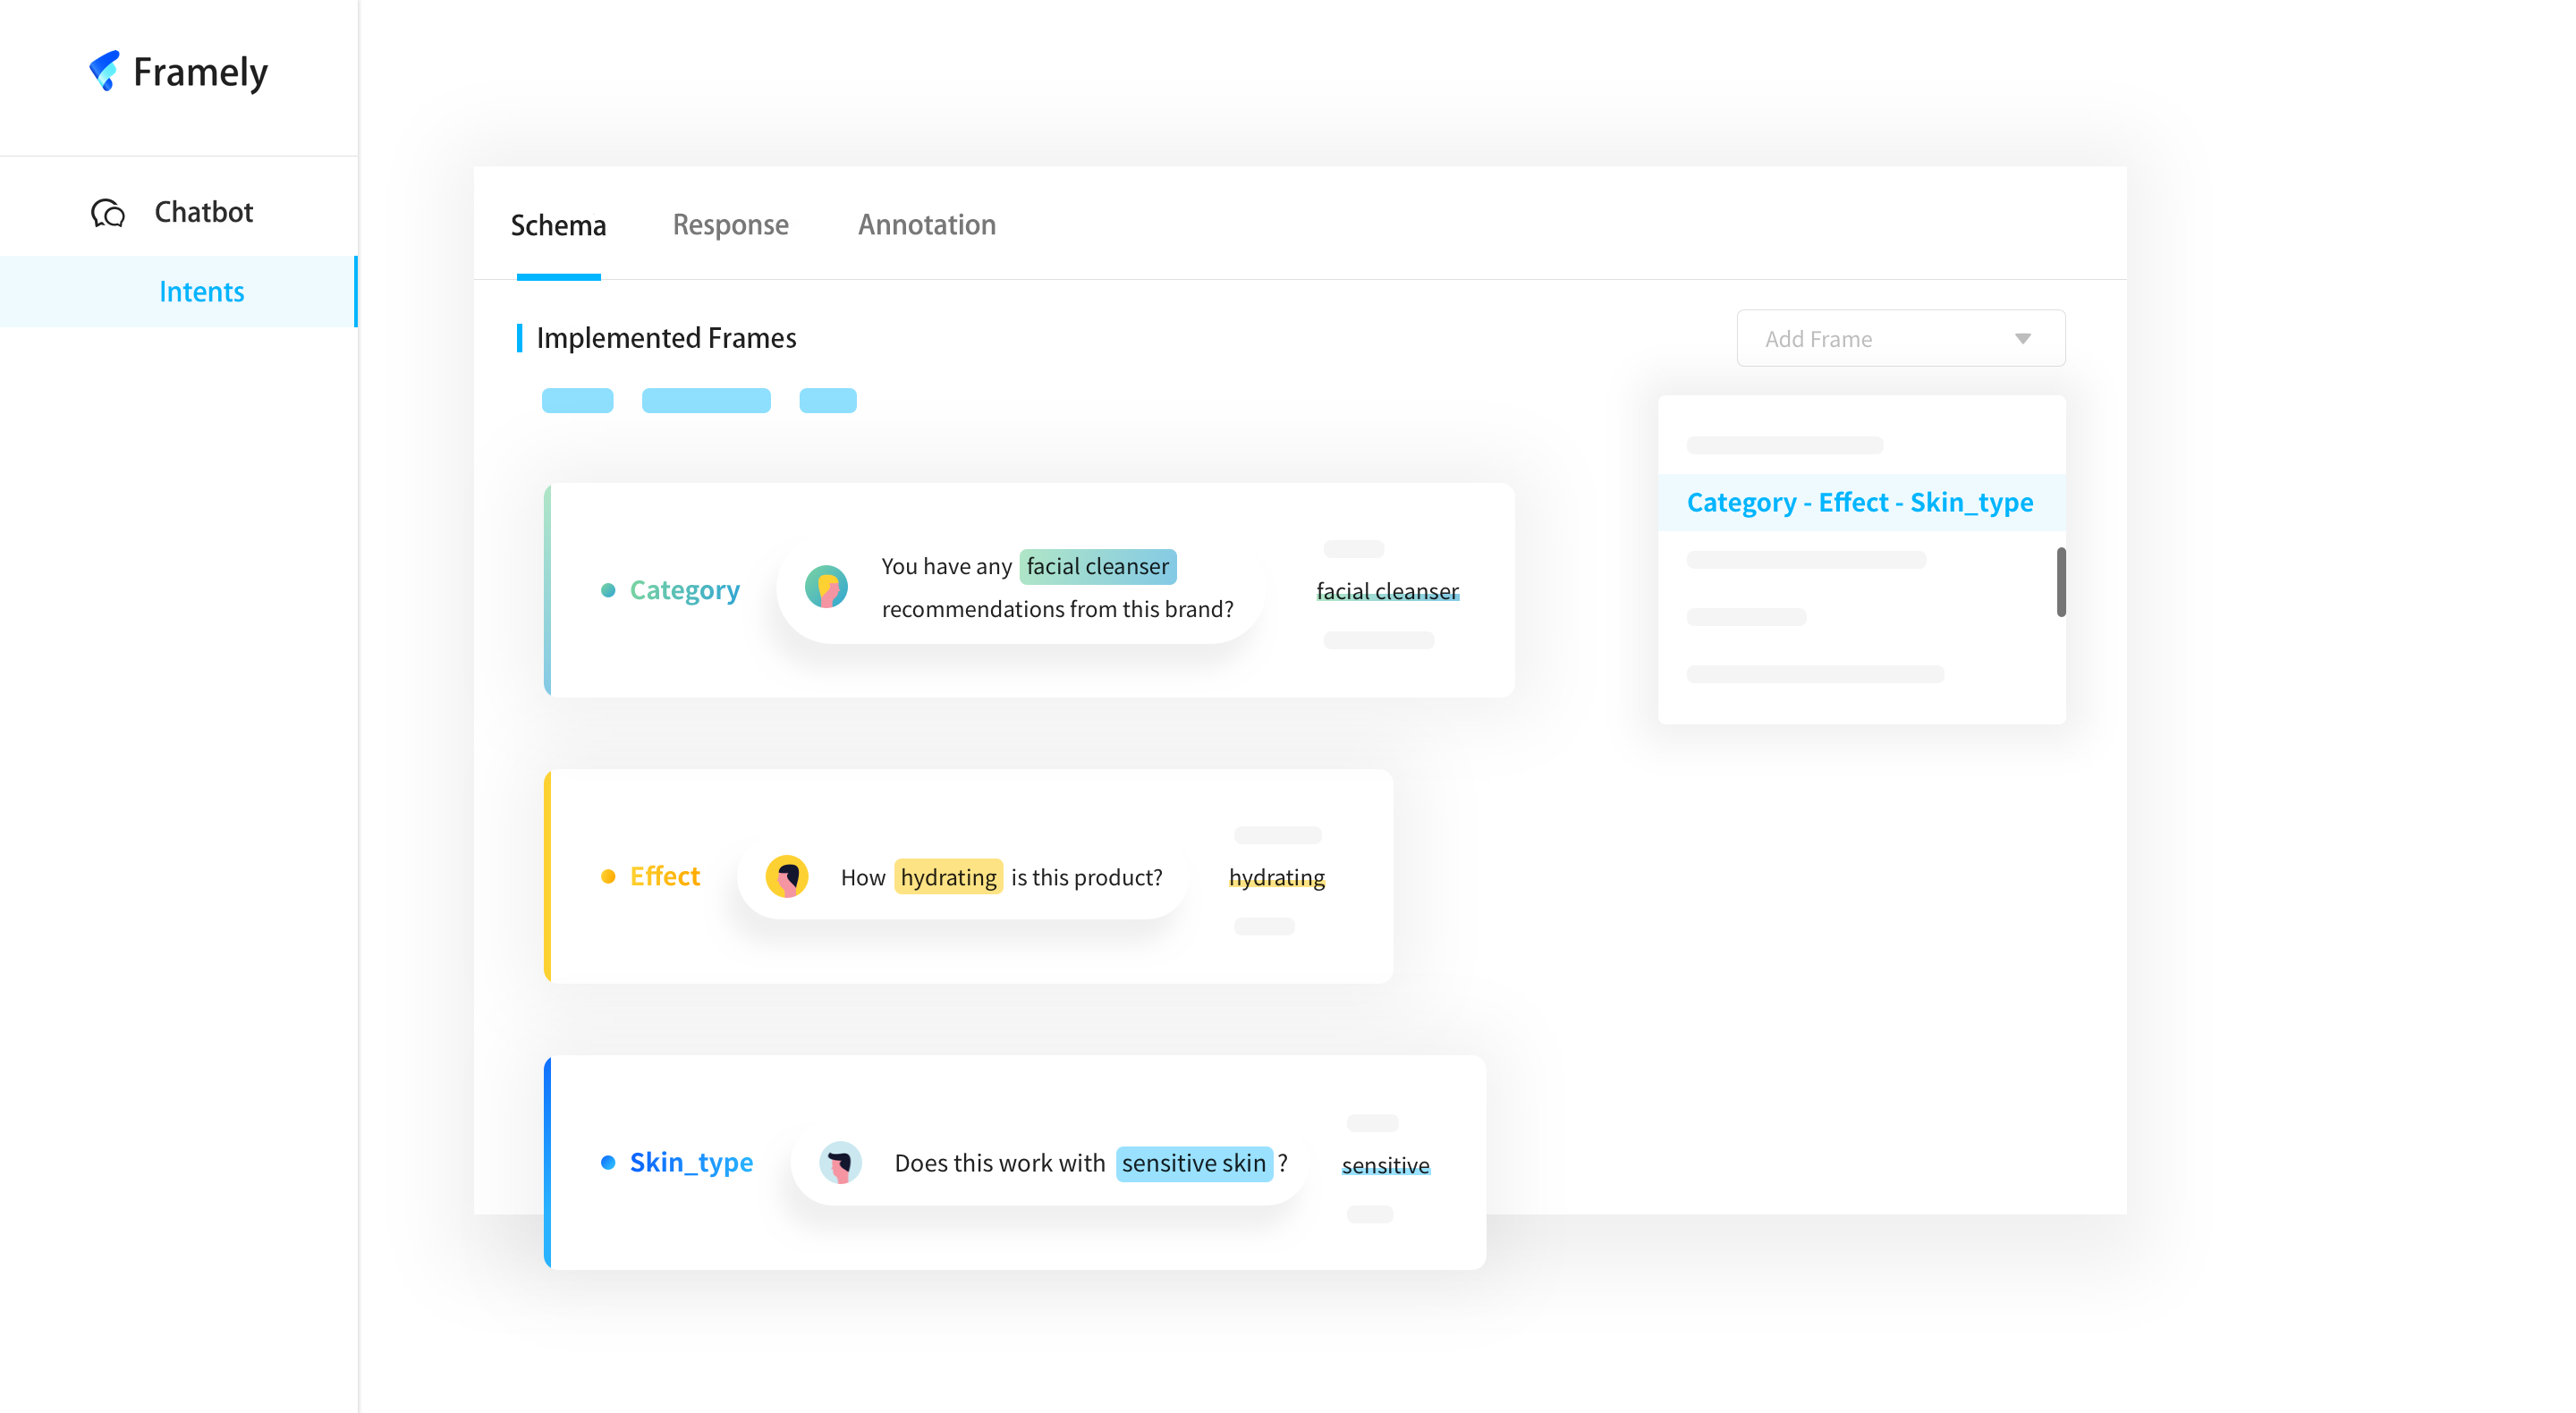 Framely
Chatbot
Intents
Schema
Response
Annotation
Implemented Frames
Add Frame
Category - Effect - Skin_type
Category
You have any facial cleanser
recommendations from this brand?
facial cleanser
Effect
How hydrating is this product?
hydrating
Skin_type
Does this work with sensitive skin ?
sensitive